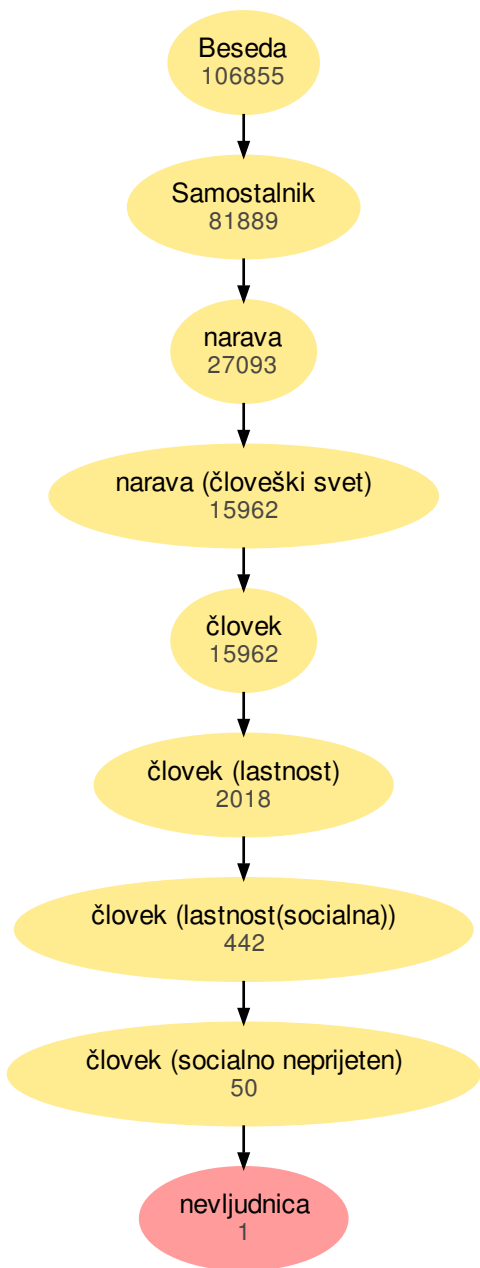 Beseda
106855
Samostalnik
81889
narava
27093
narava (človeški svet)
15962
človek
15962
človek (lastnost)
2018
človek (lastnost(socialna))
442
človek (socialno neprijeten)
50
nevljudnica
1